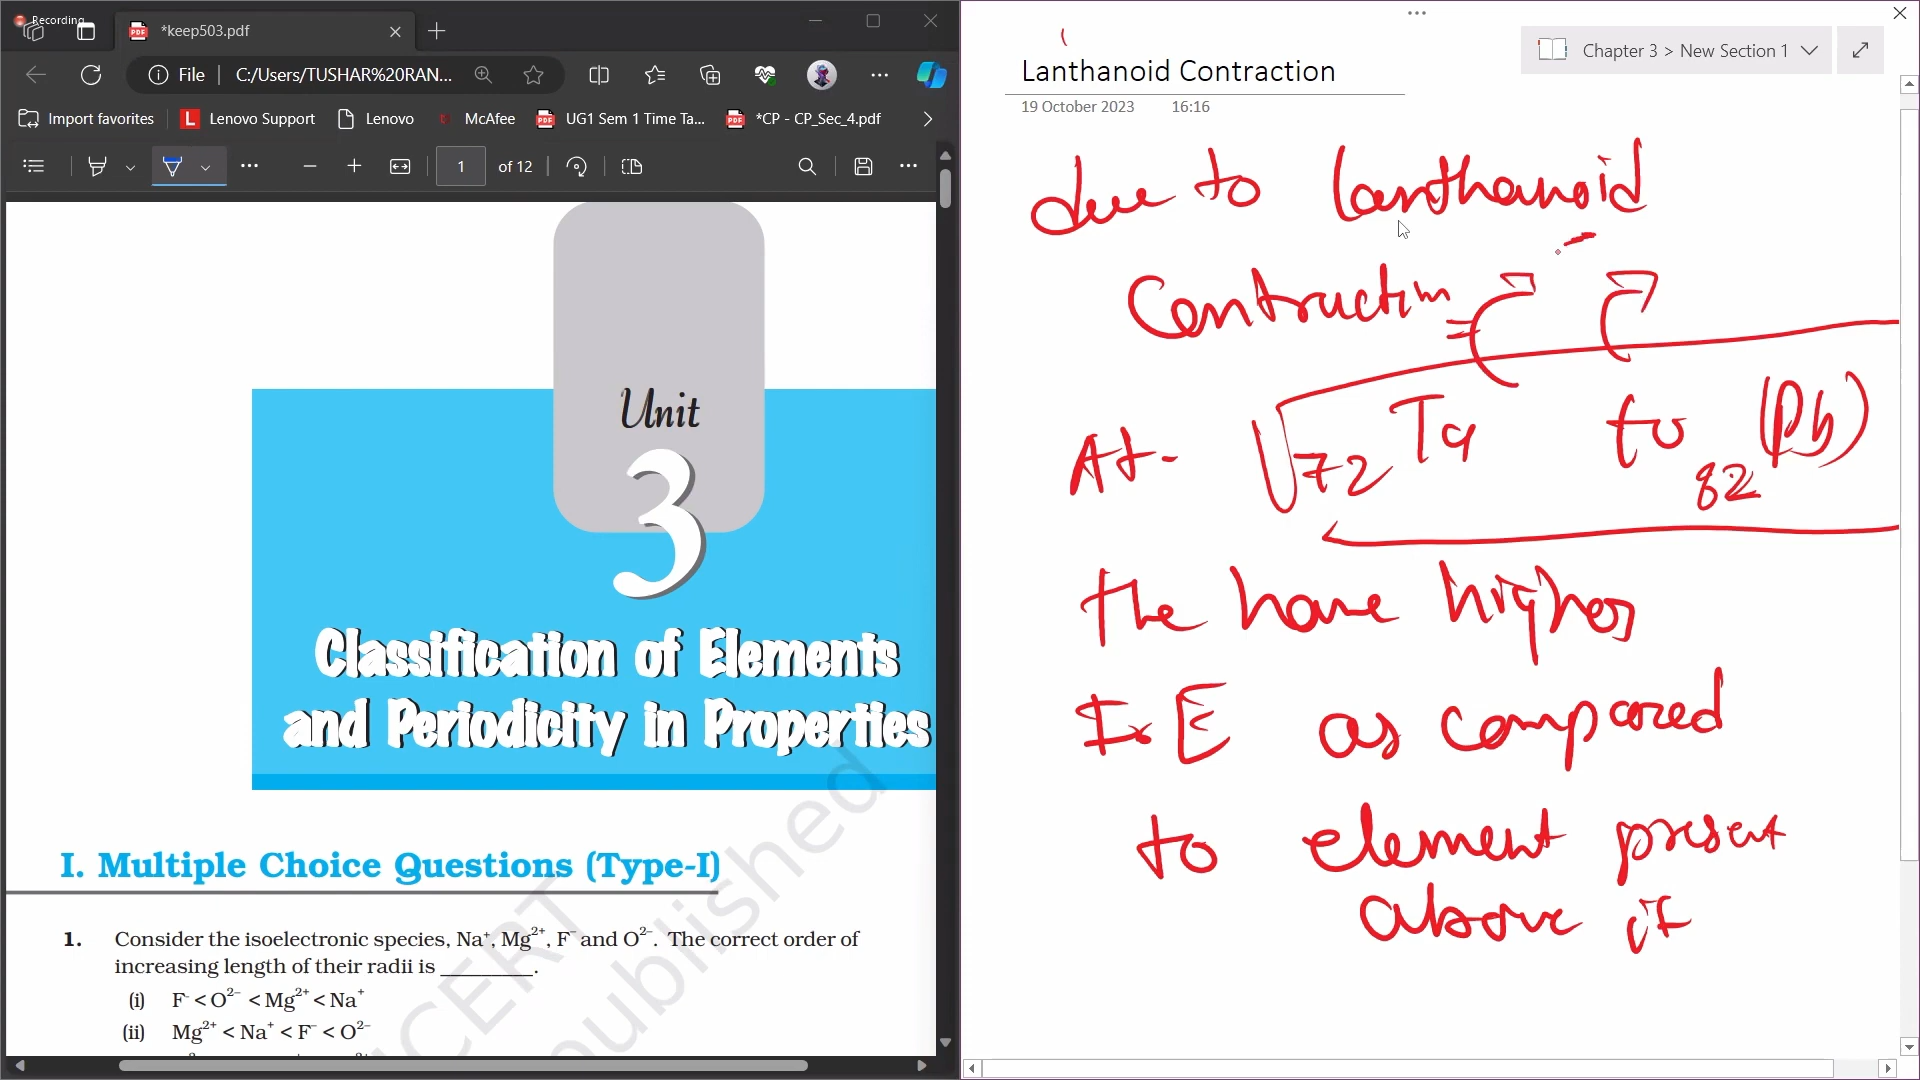 Recording
*keep503.pdf
File
C:/Users/TUSHAR%20RAN...
Import favorites
Lenovo Support
Lenovo
McAfee
UG1 Sem 1 Time Ta...
*CP - CP_Sec_4.pdf
1 of 12
Unit
3
Classification of Elements
and Periodicity in Properties
I. Multiple Choice Questions (Type-I)
1. Consider the isoelectronic species, Na⁺, Mg²⁺, F⁻ and O²⁻. The correct order of
increasing length of their radii is _________.
(i) F⁻ < O²⁻ < Mg²⁺ < Na⁺
(ii) Mg²⁺ < Na⁺ < F⁻ < O²⁻
Chapter 3 > New Section 1
Lanthanoid Contraction
19 October 2023 16:16
due to lanthanoid
Contruction
At- 72 Ta to 82 (Pb)
the have higher
I.E as compared
to element present
above it